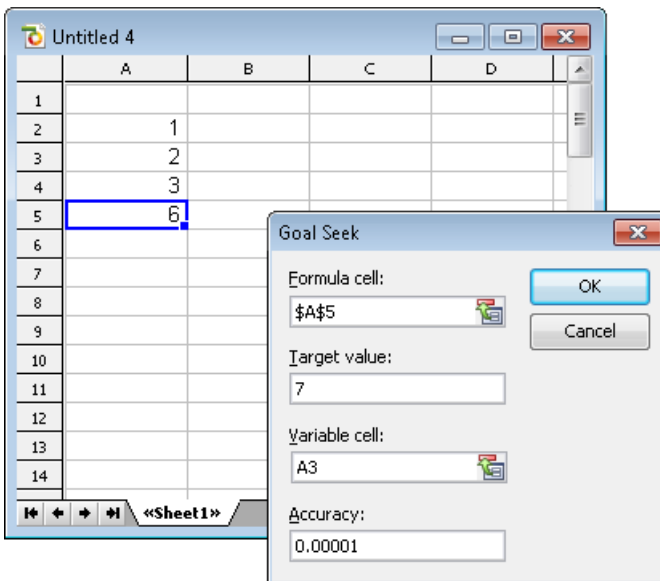 Untitled 4
A B C D
1
2 1
3 2
4 3
5 6
6
7
8
9
10
11
12
13
14
«Sheet1»
Goal Seek
Formula cell:
$A$5
OK
Cancel
Target value:
7
Variable cell:
A3
Accuracy:
0.00001